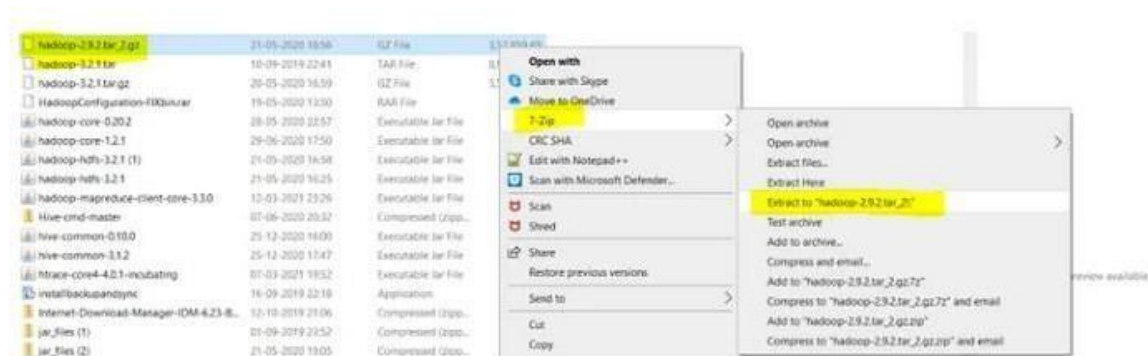 hadoop-2.9.2.tar_2.gz 21-05-2020 18:56 GZ File
hadoop-3.2.1.tar 10-09-2019 22:41 TAR File
hadoop-3.2.1.tar.gz 20-05-2020 16:59 GZ File
HadoopConfiguration-FIXbin.rar 19-05-2020 13:50 RAR File
hadoop-core-0.20.2 28-05-2020 22:57 Executable Jar File
hadoop-core-1.2.1 29-06-2020 17:50 Executable Jar File
hadoop-hdfs-3.2.1 (1) 21-05-2020 16:58 Executable Jar File
hadoop-hdfs-3.2.1 21-05-2020 16:25 Executable Jar File
hadoop-mapreduce-client-core-3.3.0 12-03-2021 23:26 Executable Jar File
Hive-cmd-master 07-06-2020 20:32 Compressed (zipp...
hive-common-0.10.0 25-12-2020 16:00 Executable Jar File
hive-common-3.1.2 25-12-2020 17:47 Executable Jar File
htrace-core4-4.0.1-incubating 07-03-2021 19:52 Executable Jar File
installbackupandsync 16-09-2019 22:18 Application
Internet-Download-Manager-IDM-6.23-B... 12-10-2019 21:06 Compressed (zipp...
jar_files (1) 01-09-2019 23:52 Compressed (zipp...
jar_files (2) 21-05-2020 19:05 Compressed (zipp...
Open with
Share with Skype
Move to OneDrive
7-Zip
CRC SHA
Edit with Notepad++
Scan with Microsoft Defender...
Scan
Shred
Share
Restore previous versions
Send to
Cut
Copy
Open archive
Open archive
Extract files...
Extract Here
Extract to "hadoop-2.9.2.tar_2\"
Test archive
Add to archive...
Compress and email...
Add to "hadoop-2.9.2.tar_2.gz.7z"
Compress to "hadoop-2.9.2.tar_2.gz.7z" and email
Add to "hadoop-2.9.2.tar_2.gz.zip"
Compress to "hadoop-2.9.2.tar_2.gz.zip" and email
preview available